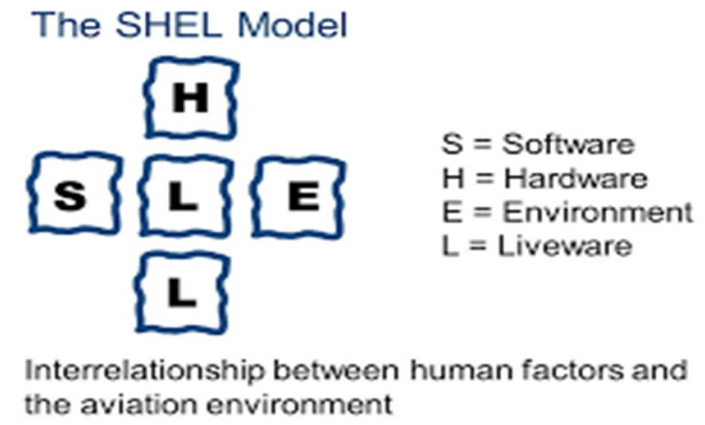 The SHEL Model
H
S L E
L
S = Software
H = Hardware
E = Environment
L = Liveware
Interrelationship between human factors and
the aviation environment